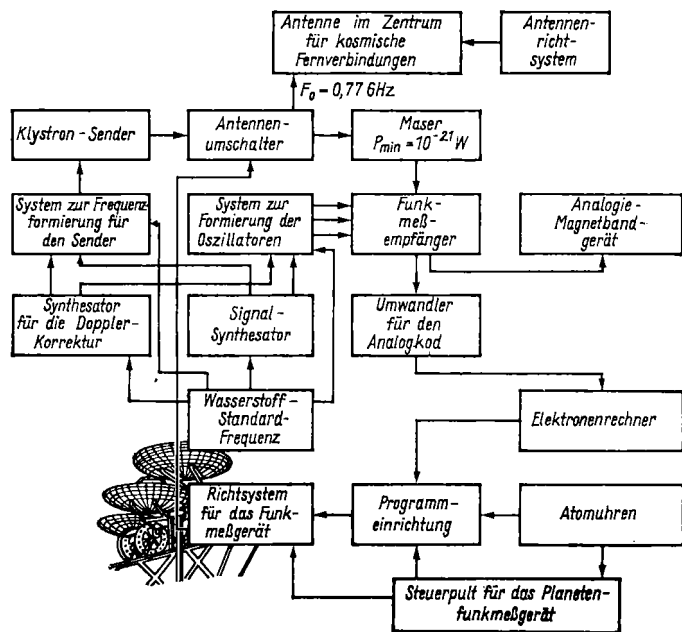 Antenne im Zentrum
für kosmische
Fernverbindungen
Antennen-
richt-
system
F₀ = 0,77 GHz
Klystron-Sender
Antennen-
umschalter
Maser
Pmin = 10⁻²¹ W
System zur Frequenz-
formierung für
den Sender
System zur
Formierung der
Oszillatoren
Funk-
meß-
empfänger
Analogie-
Magnetband-
gerät
Synthesator
für die Doppler-
Korrektur
Signal-
Synthesator
Umwandler
für den
Analogkod
Wasserstoff-
Standard-
Frequenz
Elektronenrechner
Richtsystem
für das Funk-
meßgerät
Programm-
einrichtung
Atomuhren
Steuerpult für das Planeten-
funkmeßgerät